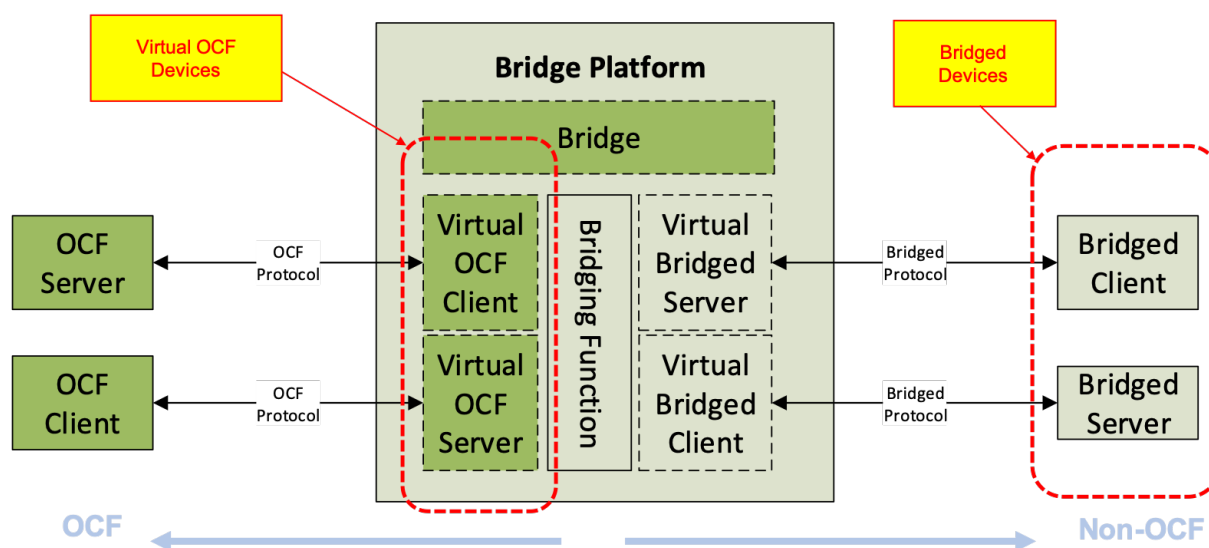 Virtual OCF
Devices
Bridged
Devices
Bridge Platform
Bridge
OCF
Server
OCF
Protocol
Virtual
OCF
Client
Bridging Function
Virtual
Bridged
Server
Bridged
Protocol
Bridged
Client
OCF
Client
OCF
Protocol
Virtual
OCF
Server
Virtual
Bridged
Client
Bridged
Protocol
Bridged
Server
OCF
Non-OCF